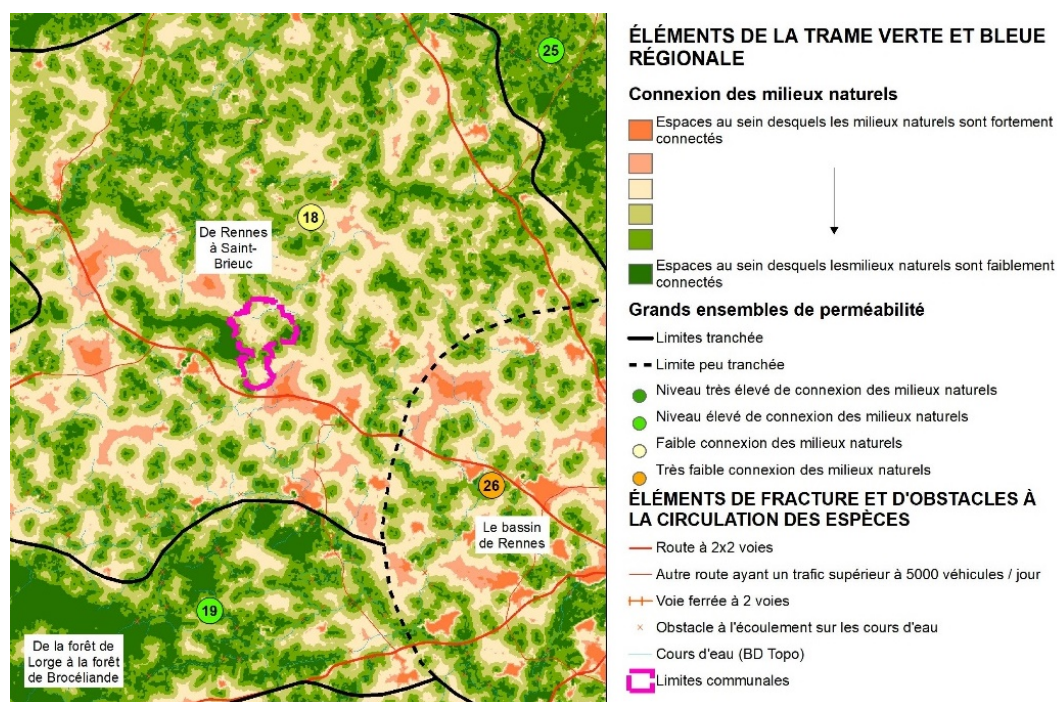 25
18
De Rennes
à Saint-
Brieuc
26
Le bassin
de Rennes
19
De la forêt de
Lorge à la forêt
de Brocéliande
ÉLÉMENTS DE LA TRAME VERTE ET BLEUE
RÉGIONALE
Connexion des milieux naturels
Espaces au sein desquels les milieux naturels sont fortement
connectés
Espaces au sein desquels lesmilieux naturels sont faiblement
connectés
Grands ensembles de perméabilité
Limites tranchée
Limite peu tranchée
Niveau très élevé de connexion des milieux naturels
Niveau élevé de connexion des milieux naturels
Faible connexion des milieux naturels
Très faible connexion des milieux naturels
ÉLÉMENTS DE FRACTURE ET D'OBSTACLES À
LA CIRCULATION DES ESPÈCES
Route à 2x2 voies
Autre route ayant un trafic supérieur à 5000 véhicules / jour
Voie ferrée à 2 voies
Obstacle à l'écoulement sur les cours d'eau
Cours d'eau (BD Topo)
Limites communales